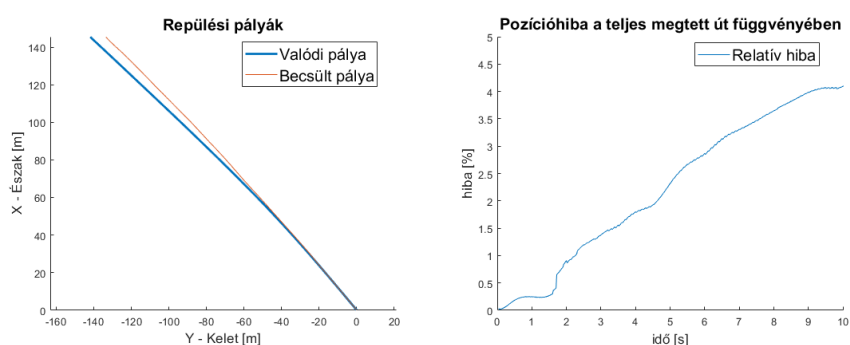 Repülési pályák
Valódi pálya
Becsült pálya
X - Észak [m]
140
120
100
80
60
40
20
0
-160 -140 -120 -100 -80 -60 -40 -20 0 20
Y - Kelet [m]
Pozícióhiba a teljes megtett út függvényében
Relatív hiba
hiba [%]
5
4.5
4
3.5
3
2.5
2
1.5
1
0.5
0
0 1 2 3 4 5 6 7 8 9 10
idő [s]